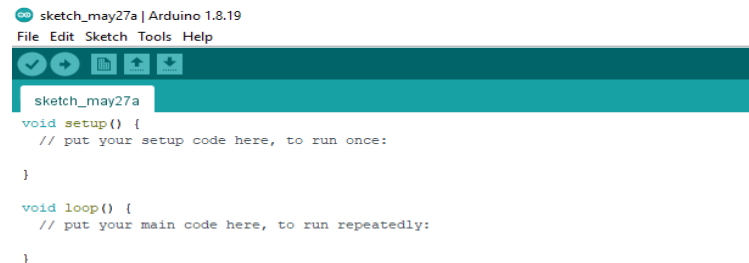 sketch_may27a | Arduino 1.8.19
File Edit Sketch Tools Help
sketch_may27a
void setup() {
  // put your setup code here, to run once:
}
void loop() {
  // put your main code here, to run repeatedly:
}